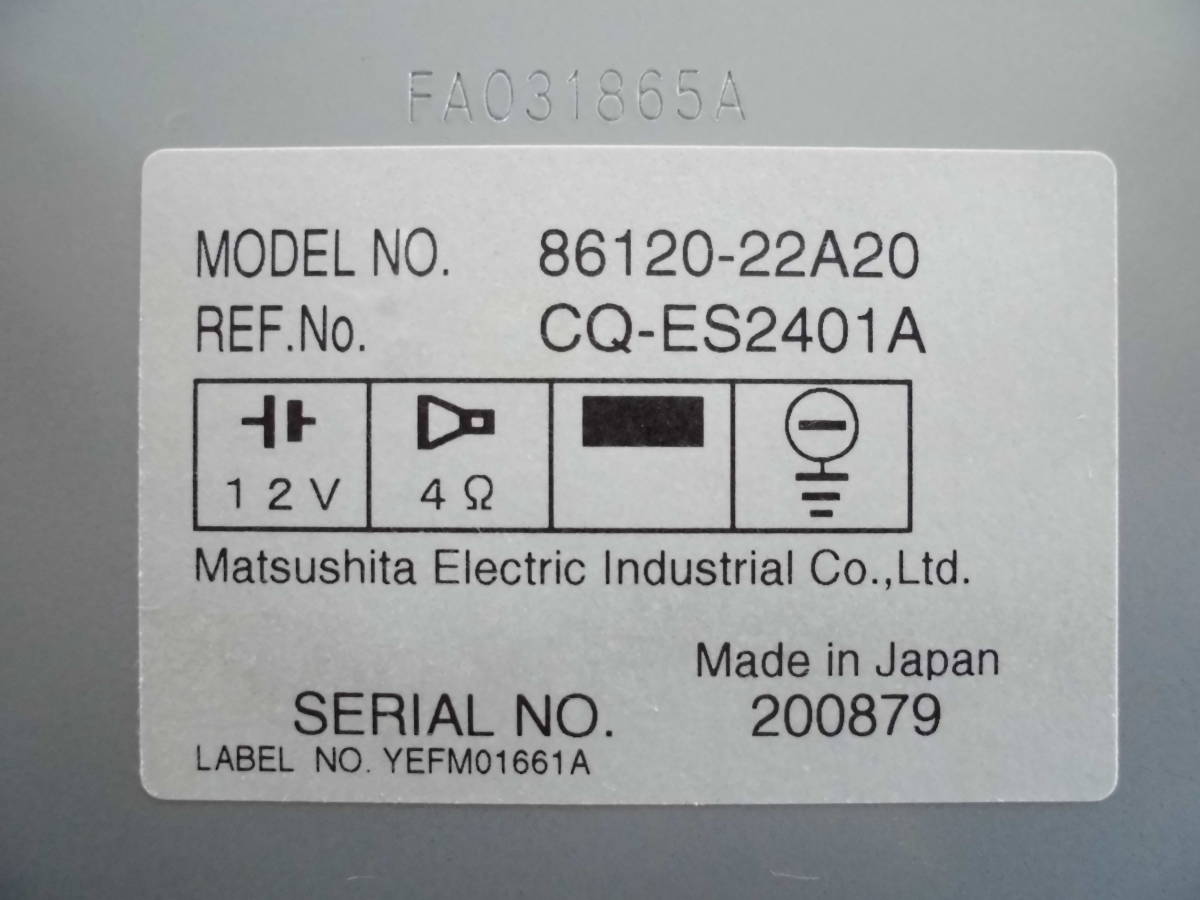 FA031865A
MODEL NO. 86120-22A20
REF.No. CQ-ES2401A
12V 4Ω
Matsushita Electric Industrial Co.,Ltd.
Made in Japan
SERIAL NO. 200879
LABEL NO. YEFM01661A